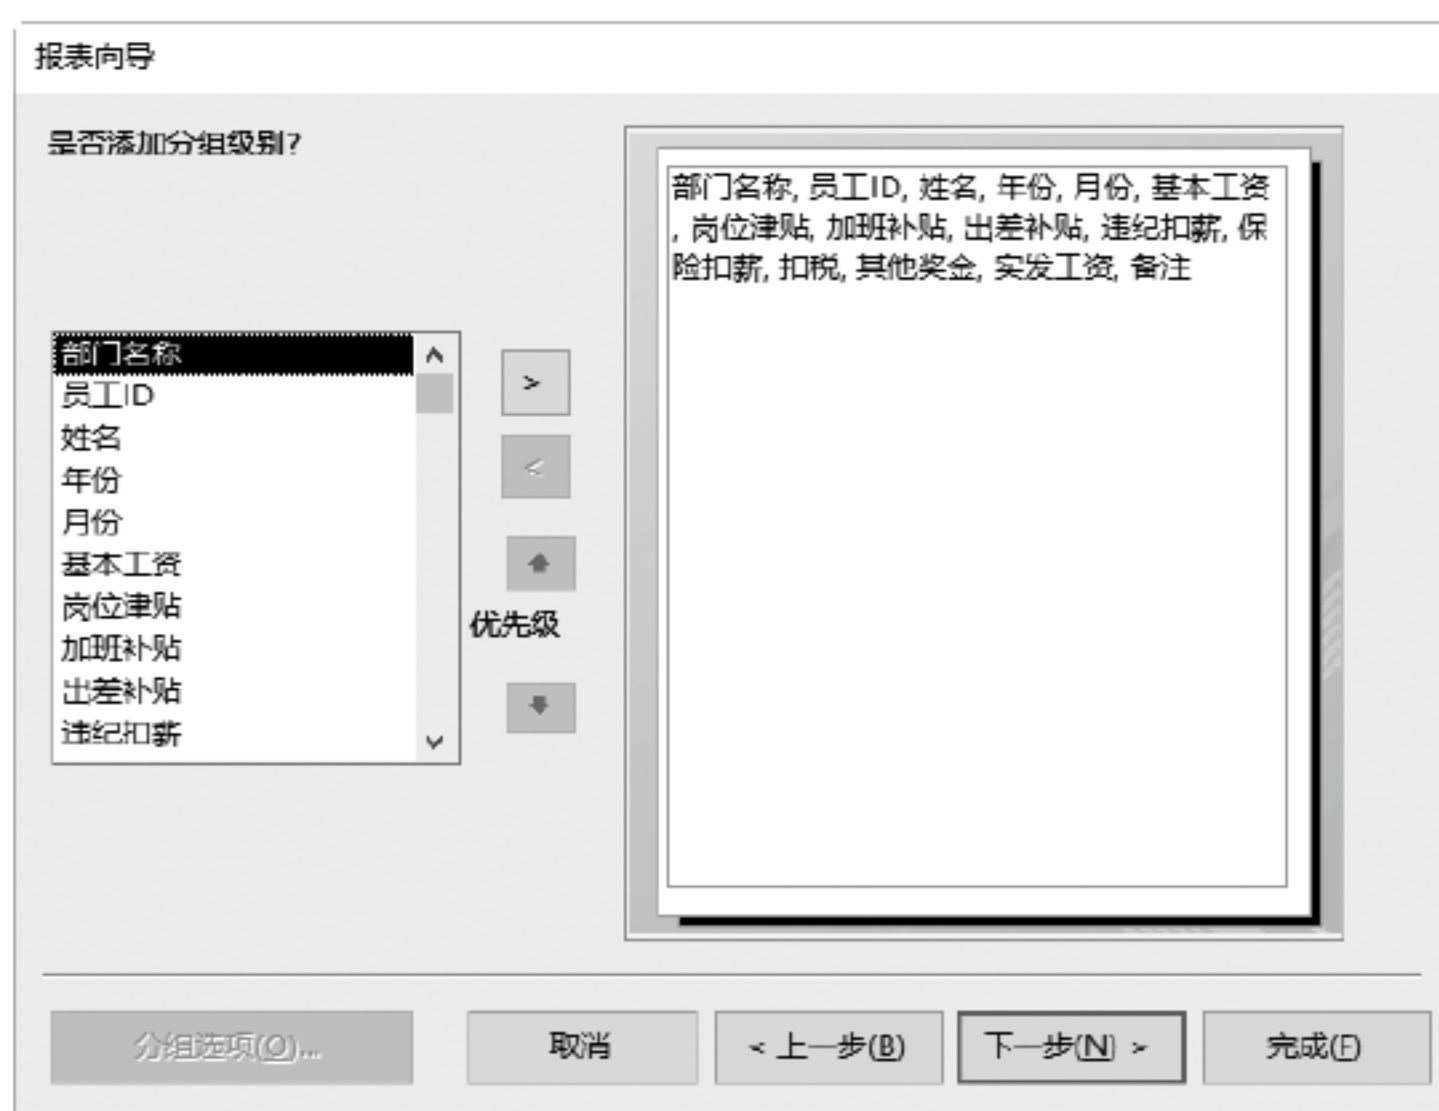 报表向导
是否添加分组级别?
部门名称, 员工ID, 姓名, 年份, 月份, 基本工资
, 岗位津贴, 加班补贴, 出差补贴, 违纪扣薪, 保
险扣薪, 扣税, 其他奖金, 实发工资, 备注
部门名称
员工ID
姓名
年份
月份
基本工资
岗位津贴
加班补贴
出差补贴
违纪扣薪
>
<
优先级
分组选项(O)...
取消
< 上一步(B)
下一步(N) >
完成(F)